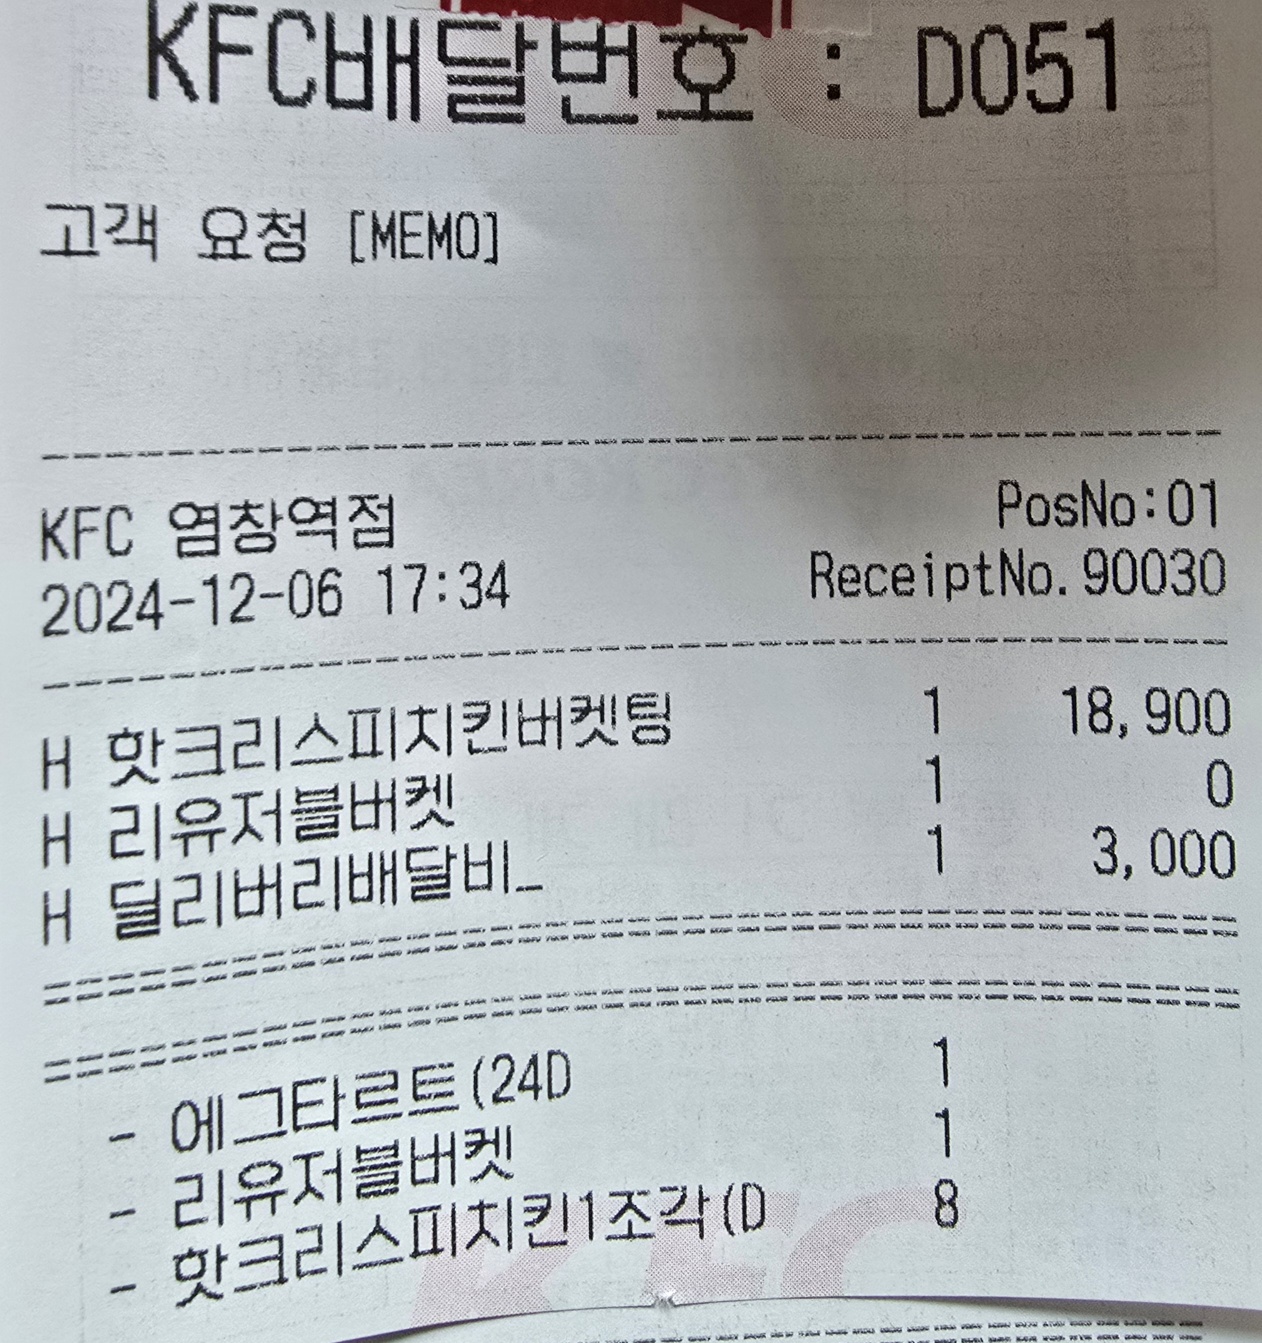 KFC배달번호 : D051
고객 요청 [MEMO]
KFC 염창역점 PosNo:01
2024-12-06 17:34 ReceiptNo.90030
H 핫크리스피치킨버켓팅 1 18,900
H 리유저블버켓 1 0
H 딜리버리배달비_ 1 3,000
- 에그타르트(24D 1
- 리유저블버켓 1
- 핫크리스피치킨1조각(D 8
KFC